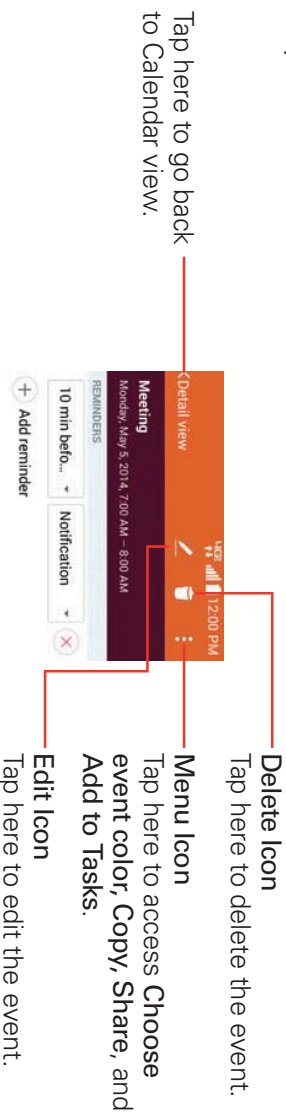 Tap here to go back
to Calendar view.
4G
12:00 PM
Detail view
Meeting
Monday, May 5, 2014, 7:00 AM – 8:00 AM
REMINDERS
10 min befo...
Notification
Add reminder
Delete Icon
Tap here to delete the event.
Menu Icon
Tap here to access Choose
event color, Copy, Share, and
Add to Tasks.
Edit Icon
Tap here to edit the event.